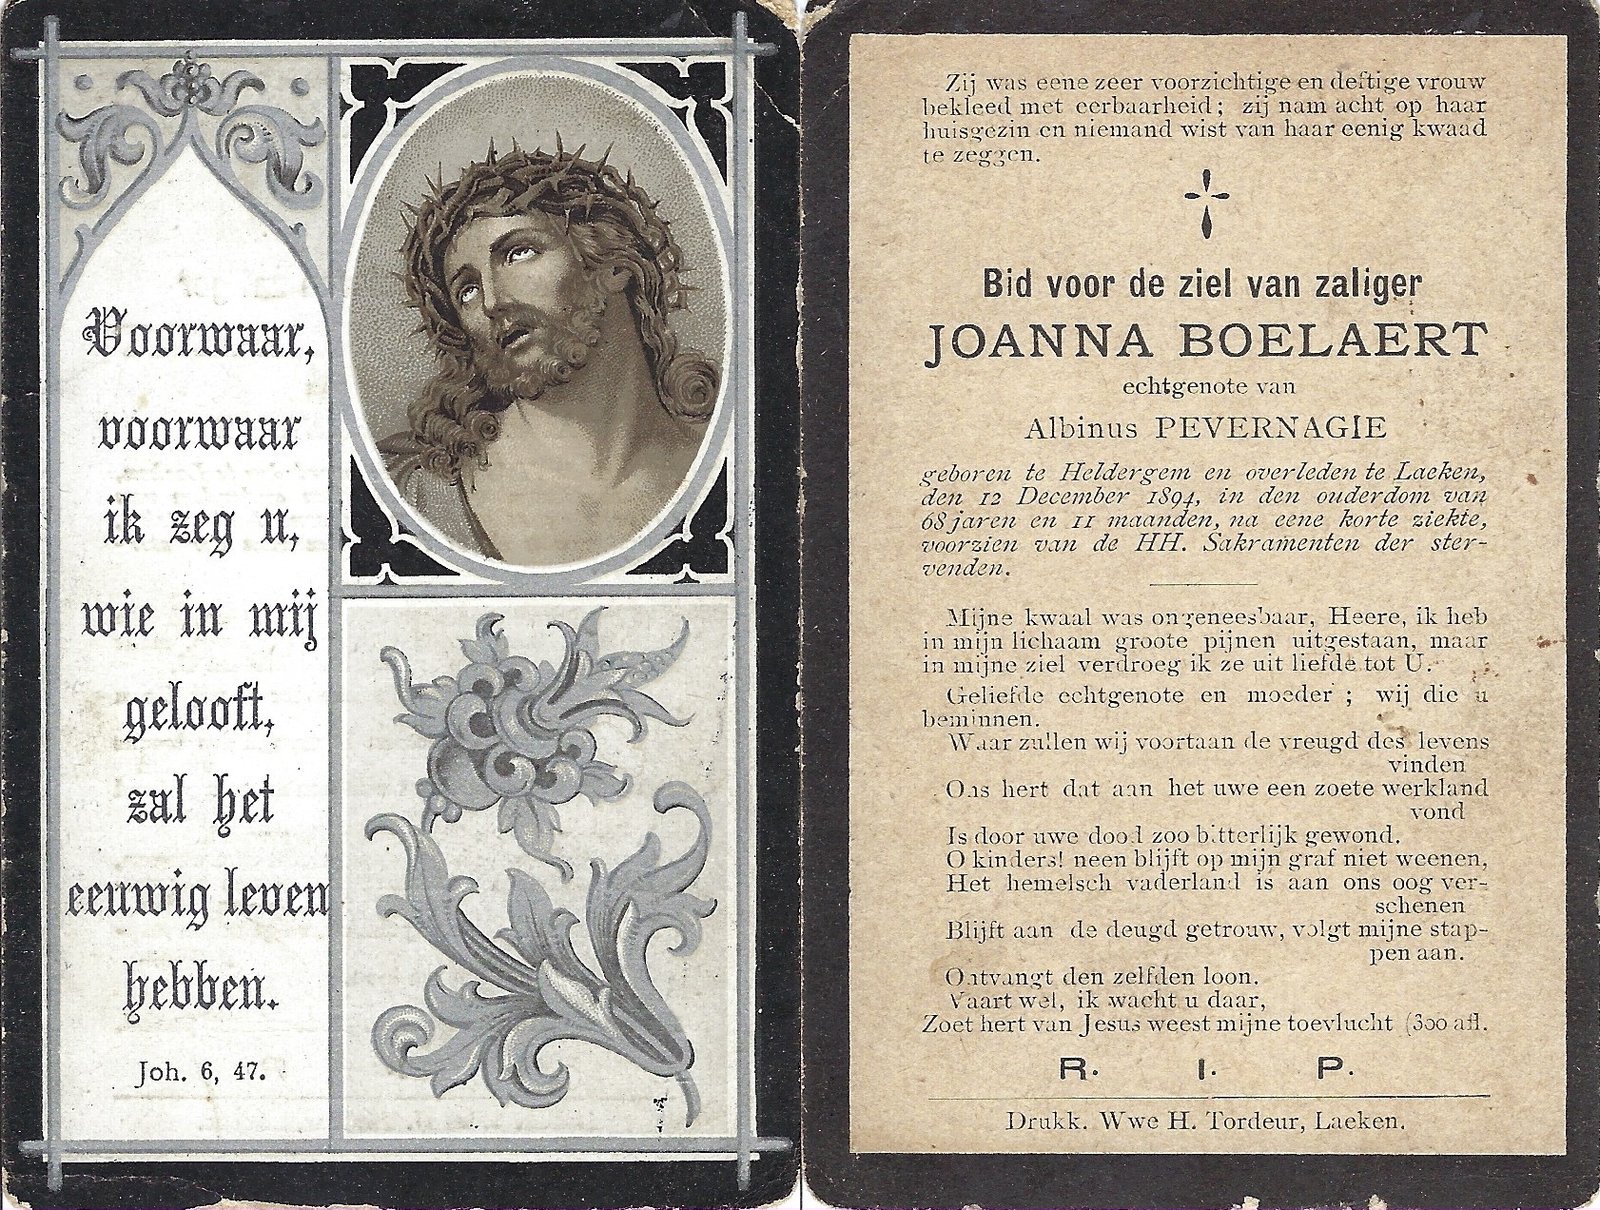 Voorwaar,
voorwaar
ik zeg u,
wie in mij
gelooft,
zal het
eeuwig leven
hebben.
Joh. 6, 47.
Zij was eene zeer voorzichtige en deftige vrouw
bekleed met eerbaarheid; zij nam acht op haar
huisgezin en niemand wist van haar eenig kwaad
te zeggen.
Bid voor de ziel van zaliger
JOANNA BOELAERT
echtgenote van
Albinus PEVERNAGIE
geboren te Heldergem en overleden te Laeken,
den 12 December 1894, in den ouderdom van
68 jaren en 11 maanden, na eene korte ziekte,
voorzien van de HH. Sakramenten der ster-
venden.
Mijne kwaal was ongeneesbaar, Heere, ik heb
in mijn lichaam groote pijnen uitgestaan, maar
in mijne ziel verdroeg ik ze uit liefde tot U.
Geliefde echtgenote en moeder ; wij die u
beminnen.
Waar zullen wij voortaan de vreugd des levens
vinden
Ons hert dat aan het uwe een zoete werkland
vond
Is door uwe dood zoo bitterlijk gewond.
O kinders! neen blijft op mijn graf niet weenen,
Het hemelsch vaderland is aan ons oog ver-
schenen
Blijft aan de deugd getrouw, volgt mijne stap-
pen aan.
Ontvangt den zelfden loon.
Vaart wel, ik wacht u daar,
Zoet hert van Jesus weest mijne toevlucht (300 afl.
R. I. P.
Drukk. Wwe H. Tordeur, Laeken.